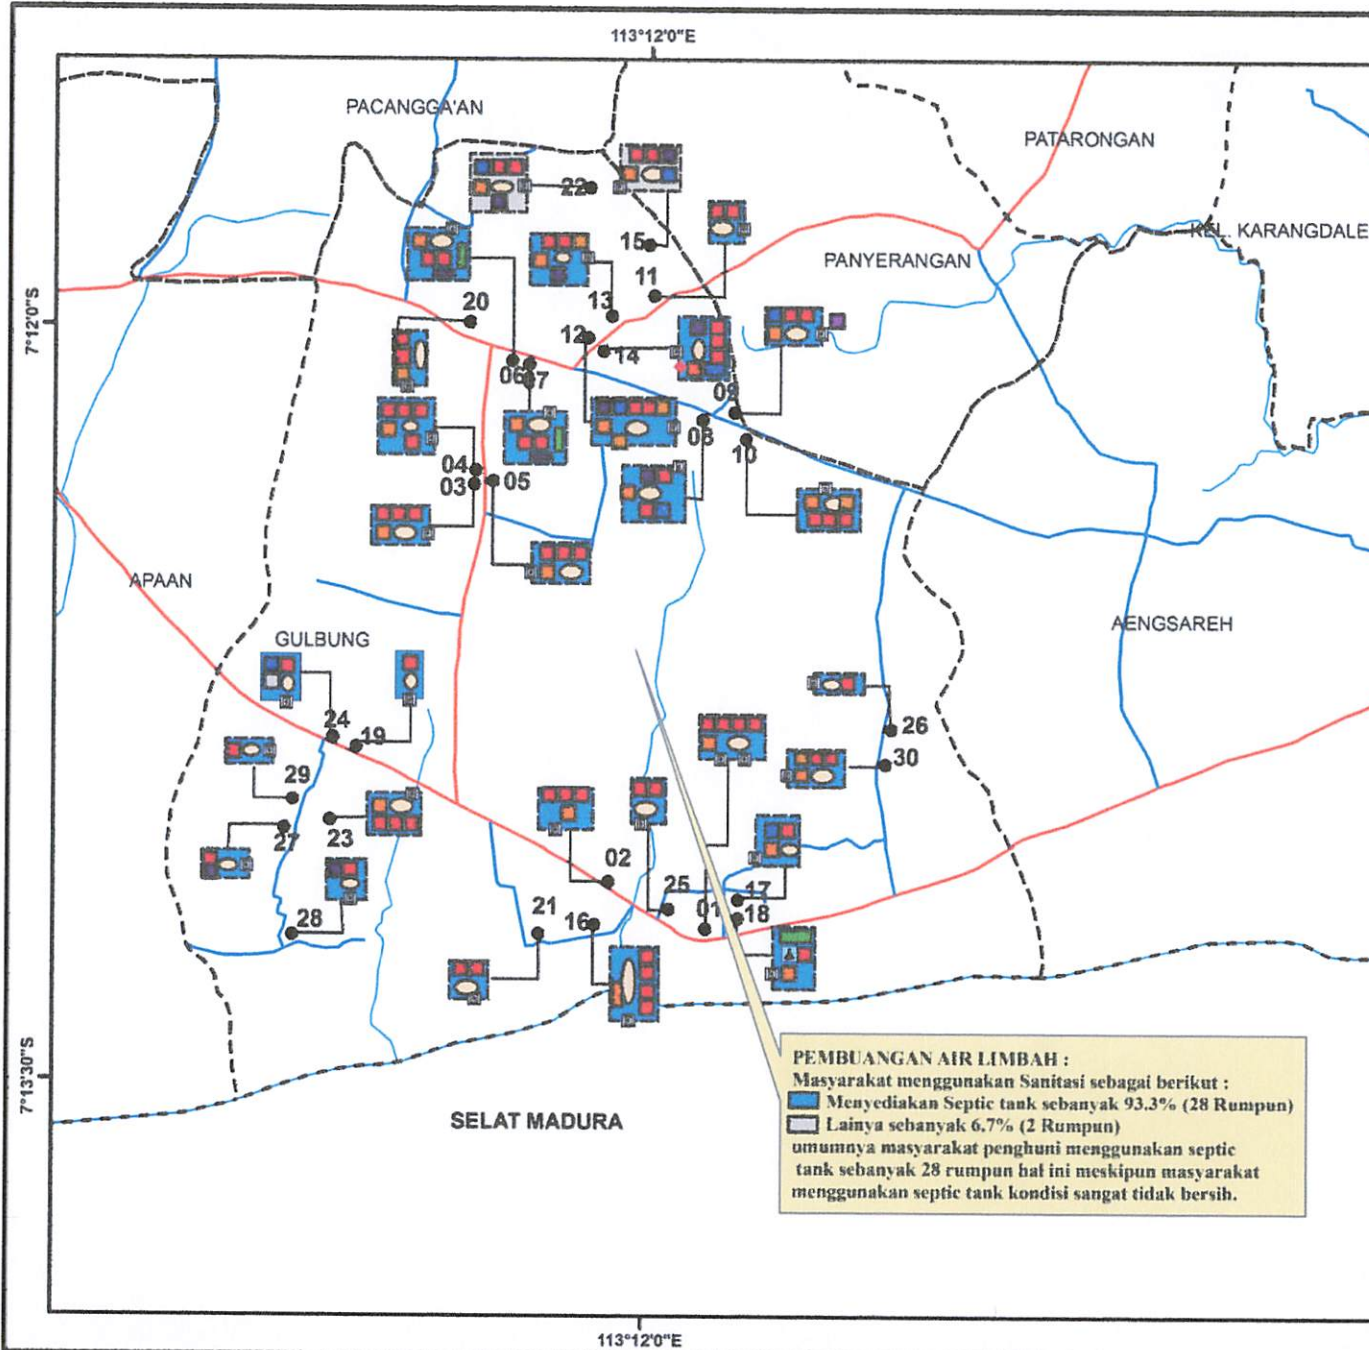 113°12'0"E
PACANGGA'AN
PATARONGAN
22
KEL. KARANGDALE
15
PANYERANGAN
11
7°12'0"S
20
13
12
14
06
7
09
08
10
04
03
05
APAAN
GULBUNG
AENGSAREH
24
19
26
30
29
27
23
02
25
17
01
18
21
16
28
PEMBUANGAN AIR LIMBAH :
Masyarakat menggunakan Sanitasi sebagai berikut :
Menyediakan Septic tank sebanyak 93.3% (28 Rumpun)
Lainya sebanyak 6,7% (2 Rumpun)
umumnya masyarakat penghuni menggunakan septic
tank sebanyak 28 rumpun hal ini meskipun masyarakat
menggunakan septic tank kondisi sangat tidak bersih.
7°13'30"S
SELAT MADURA
113°12'0"E